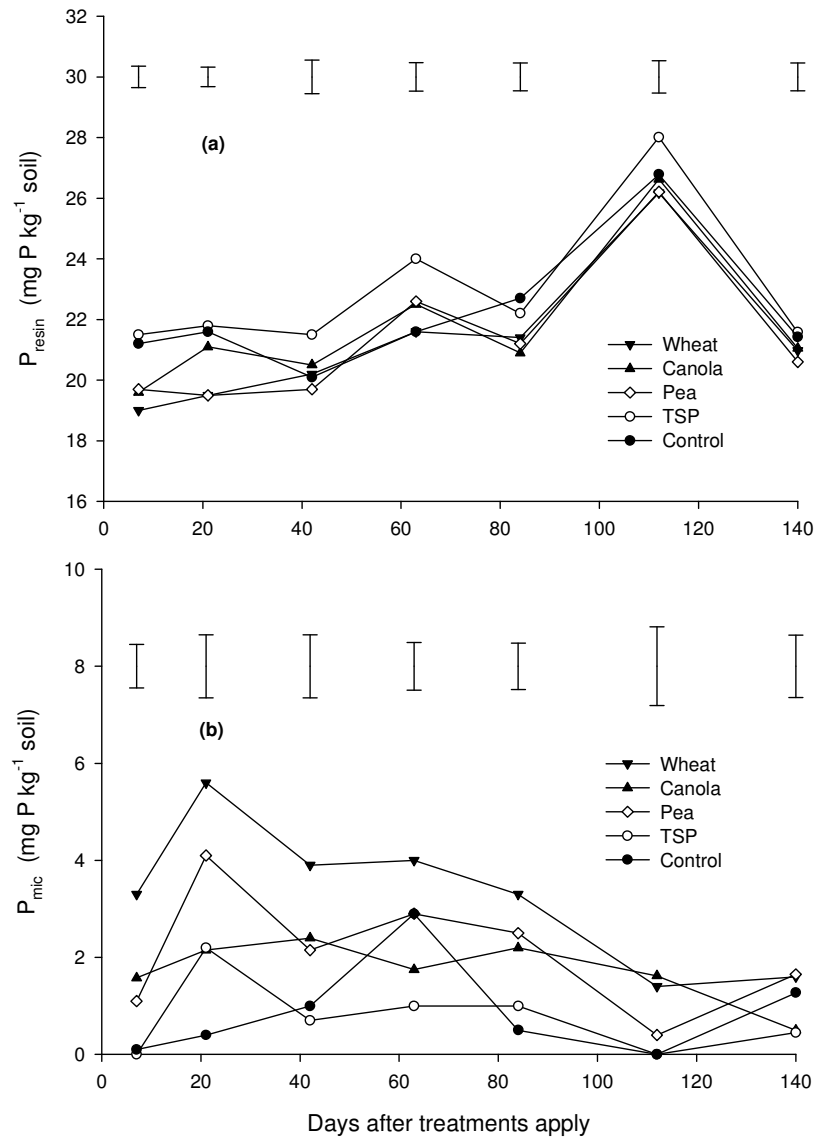 32
30
28
26
24
22
20
18
16
P_resin (mg P kg⁻¹ soil)
(a)
Wheat
Canola
Pea
TSP
Control
0 20 40 60 80 100 120 140
10
8
6
4
2
0
P_mic (mg P kg⁻¹ soil)
(b)
Wheat
Canola
Pea
TSP
Control
0 20 40 60 80 100 120 140
Days after treatments apply